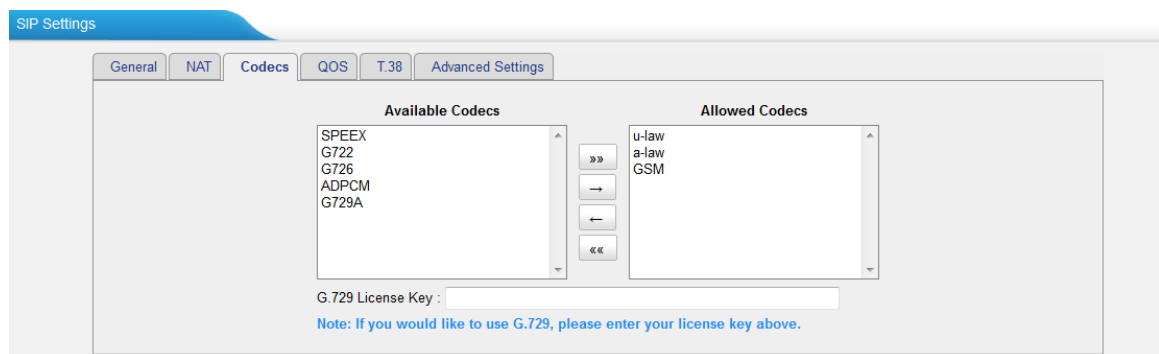 SIP Settings
General NAT Codecs QOS T.38 Advanced Settings
Available Codecs
SPEEX
G722
G726
ADPCM
G729A
»»
→
←
««
Allowed Codecs
u-law
a-law
GSM
G.729 License Key :
Note: If you would like to use G.729, please enter your license key above.